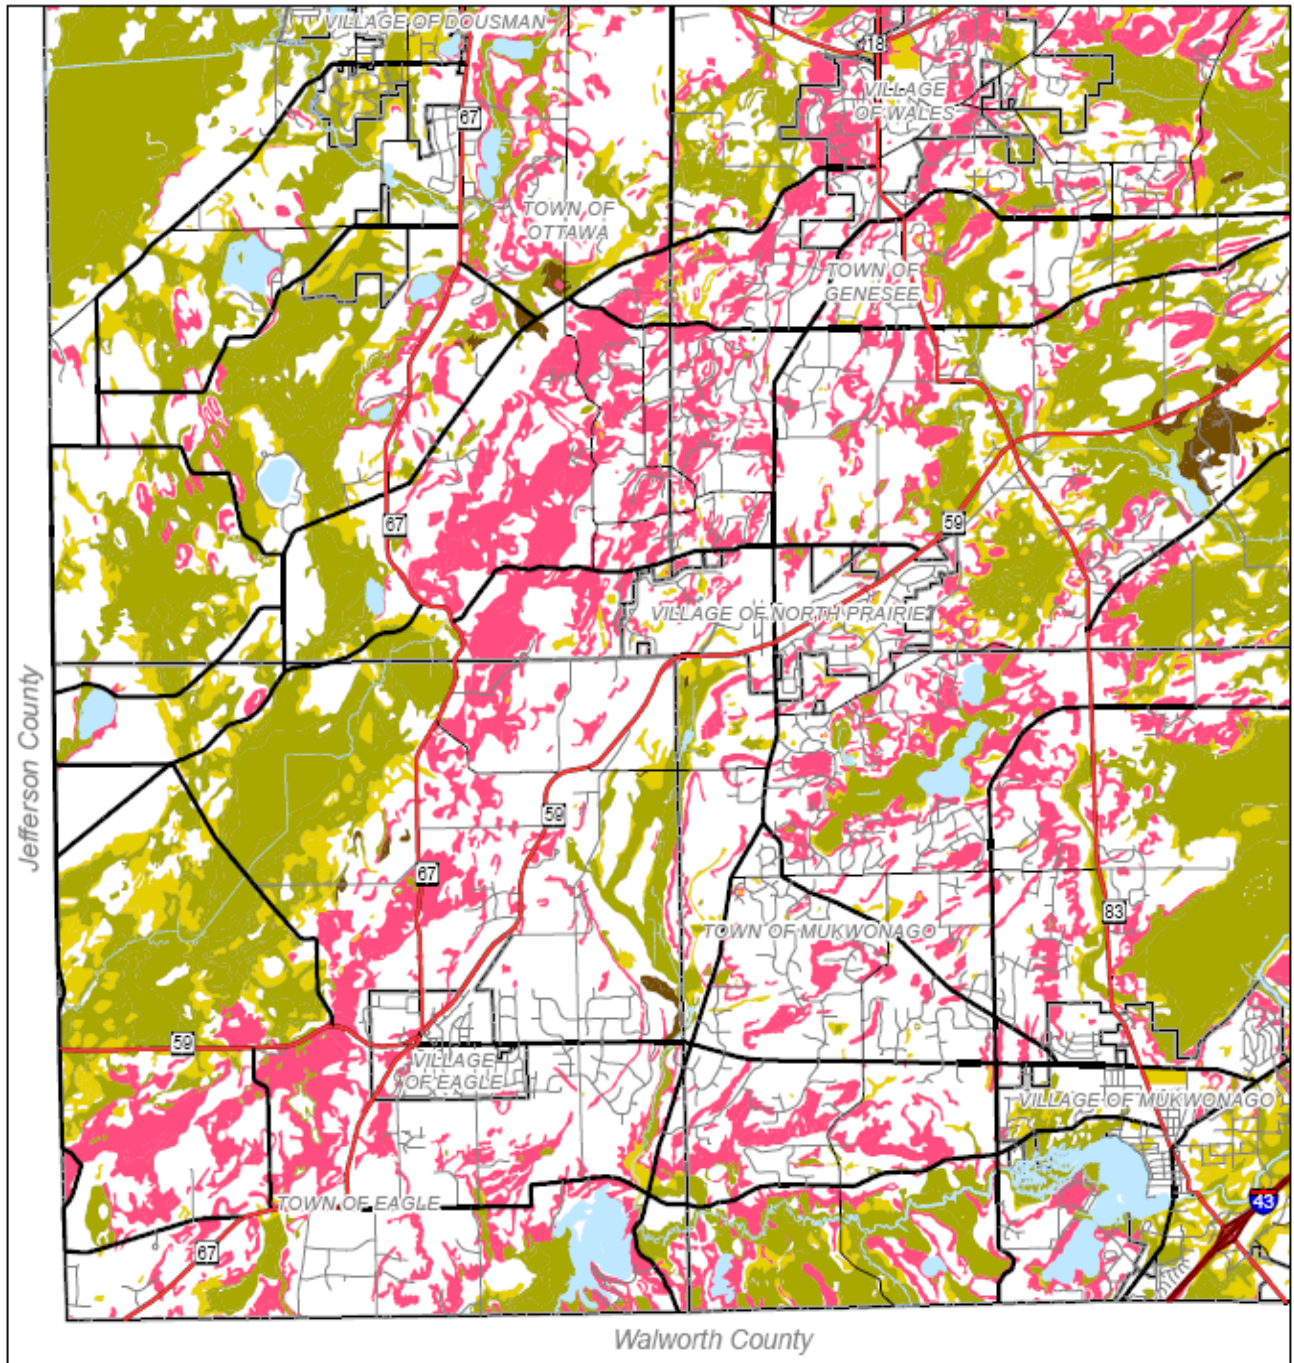 VILLAGE OF DOUSMAN
18
VILLAGE
OF WALES
67
TOWN OF
OTTAWA
TOWN OF
GENESEE
67
59
VILLAGE OF NORTH PRAIRIE
Jefferson County
59
67
83
TOWN OF MUKWONAGO
59
VILLAGE
OF EAGLE
VILLAGE OF MUKWONAGO
TOWN OF EAGLE
43
67
Walworth County